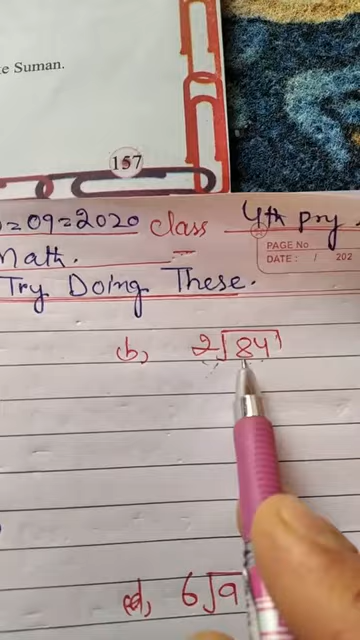 e Suman.
157
=09=2020 Class 4th Pry
Math.
PAGE No
DATE: / 202
Try Doing These.
(b), 2√84
(d), 6√9